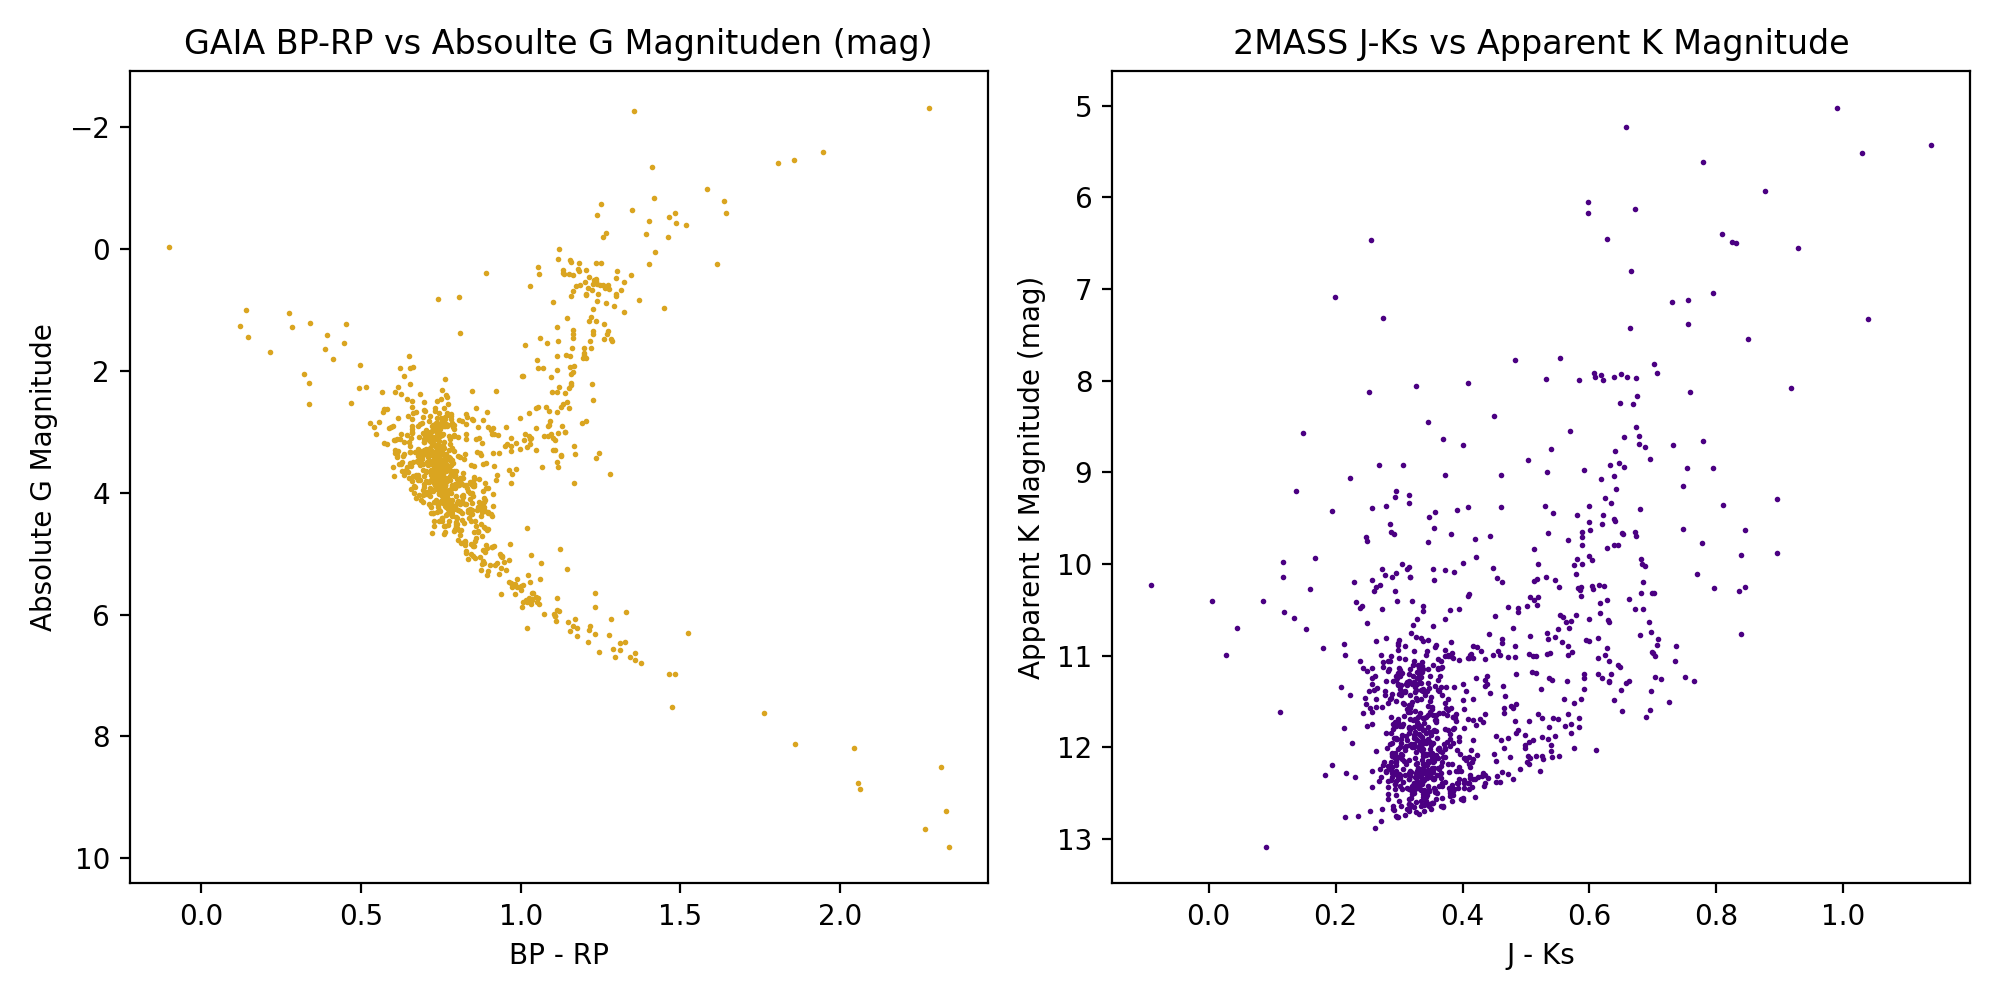 GAIA BP-RP vs Absoulte G Magnituden (mag)
−2
0
2
4
6
8
10
Absolute G Magnitude
0.0 0.5 1.0 1.5 2.0
BP - RP
2MASS J-Ks vs Apparent K Magnitude
5
6
7
8
9
10
11
12
13
Apparent K Magnitude (mag)
0.0 0.2 0.4 0.6 0.8 1.0
J - Ks